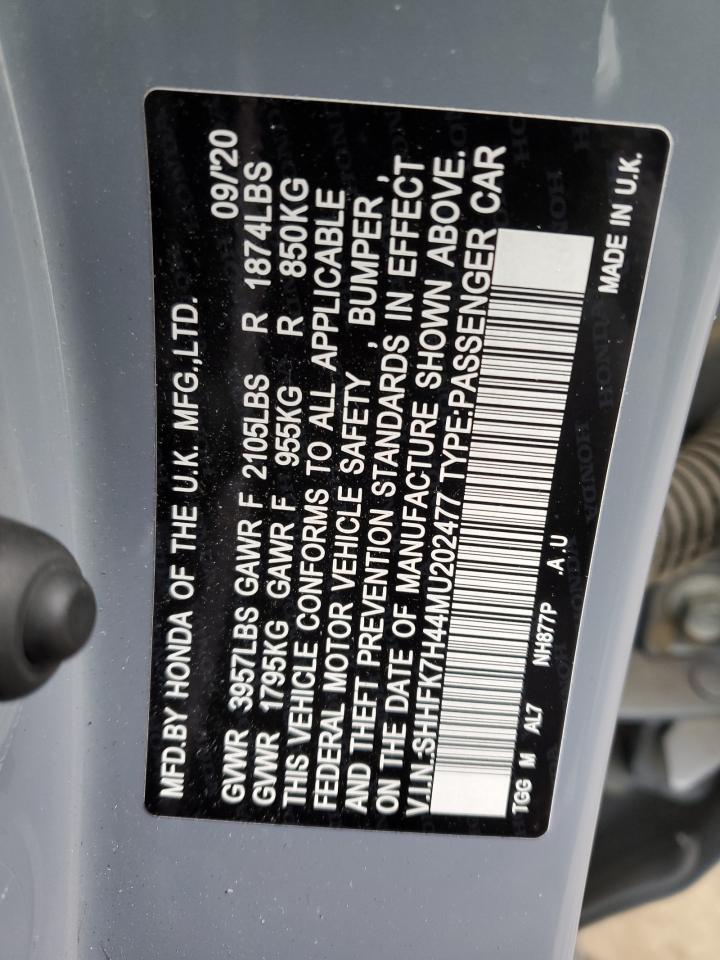 MFD.BY HONDA OF THE U.K. MFG.,LTD. 09/'20
GVWR 3957LBS GAWR F 2105LBS R 1874LBS
GVWR 1795KG GAWR F 955KG R 850KG
THIS VEHICLE CONFORMS TO ALL APPLICABLE
FEDERAL MOTOR VEHICLE SAFETY , BUMPER ,
AND THEFT PREVENTION STANDARDS IN EFFECT
ON THE DATE OF MANUFACTURE SHOWN ABOVE.
V.I.N.:SHHFK7H44MU202477 TYPE:PASSENGER CAR
TGG M AL7 NH877P .A.U MADE IN U.K.